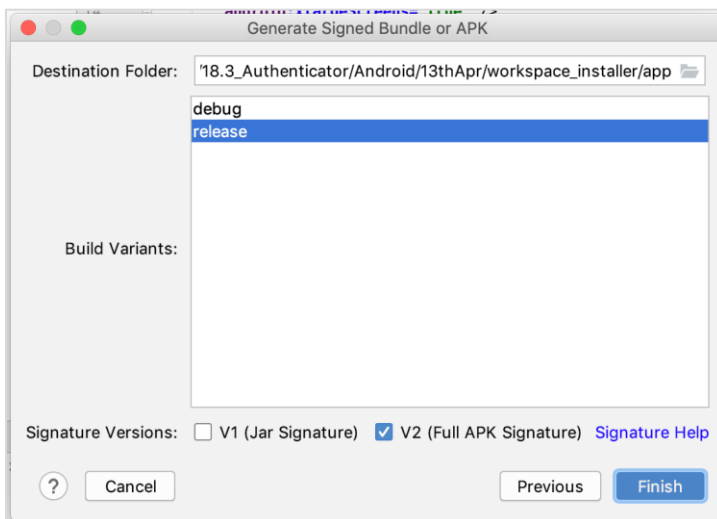 Generate Signed Bundle or APK
Destination Folder: '18.3_Authenticator/Android/13thApr/workspace_installer/app
debug
release
Build Variants:
Signature Versions: V1 (Jar Signature) V2 (Full APK Signature) Signature Help
? Cancel Previous Finish